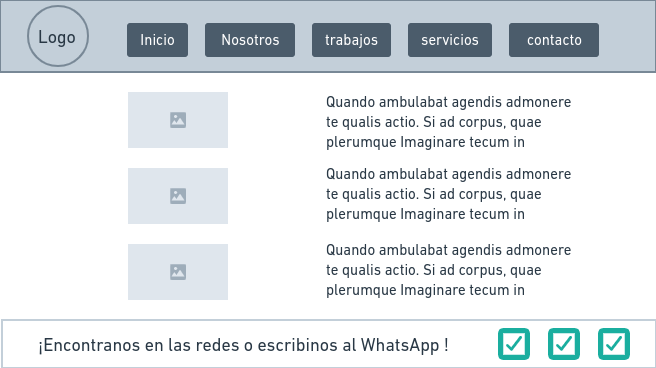 Logo
Inicio
Nosotros
trabajos
servicios
contacto
Quando ambulabat agendis admonere
te qualis actio. Si ad corpus, quae
plerumque Imaginare tecum in
Quando ambulabat agendis admonere
te qualis actio. Si ad corpus, quae
plerumque Imaginare tecum in
Quando ambulabat agendis admonere
te qualis actio. Si ad corpus, quae
plerumque Imaginare tecum in
¡Encontranos en las redes o escribinos al WhatsApp !